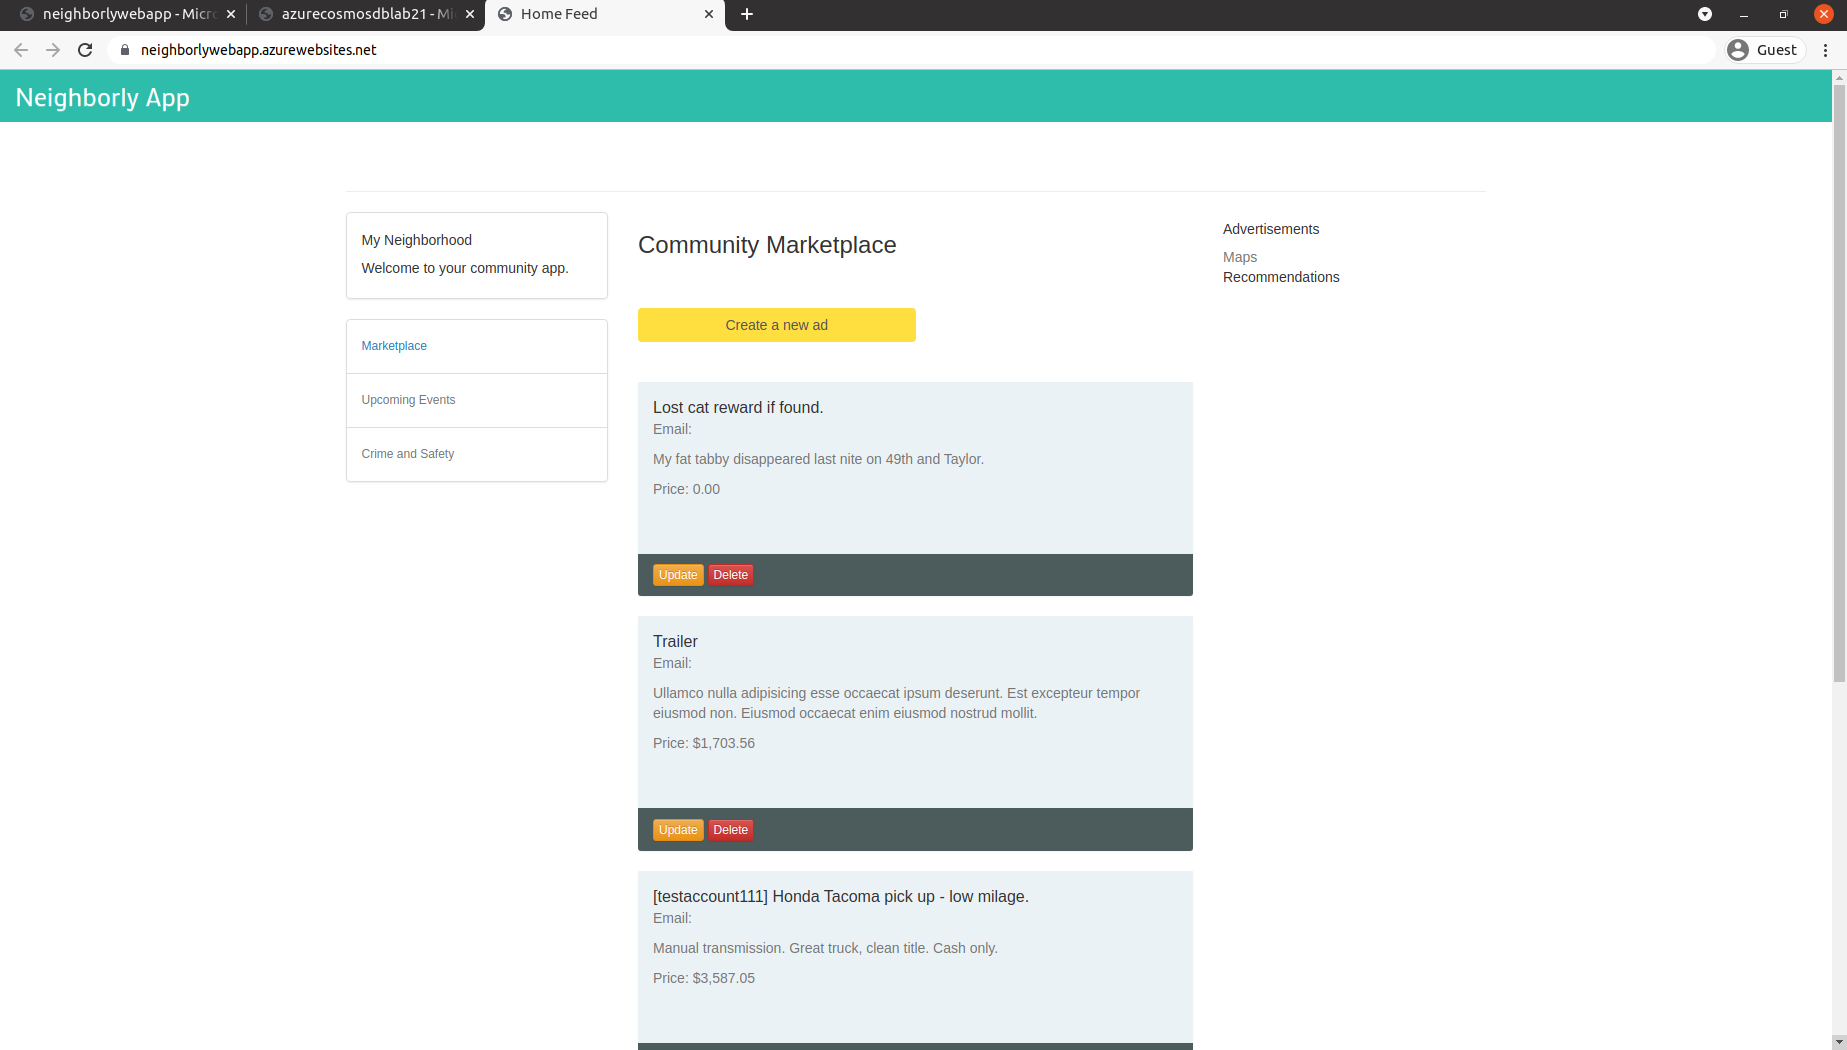 neighborlywebapp - Micro
azurecosmosdblab21 - Mi
Home Feed
neighborlywebapp.azurewebsites.net
Guest
Neighborly App
My Neighborhood
Welcome to your community app.
Marketplace
Upcoming Events
Crime and Safety
Community Marketplace
Create a new ad
Lost cat reward if found.
Email:
My fat tabby disappeared last nite on 49th and Taylor.
Price: 0.00
Update Delete
Trailer
Email:
Ullamco nulla adipisicing esse occaecat ipsum deserunt. Est excepteur tempor
eiusmod non. Eiusmod occaecat enim eiusmod nostrud mollit.
Price: $1,703.56
Update Delete
[testaccount111] Honda Tacoma pick up - low milage.
Email:
Manual transmission. Great truck, clean title. Cash only.
Price: $3,587.05
Advertisements
Maps
Recommendations